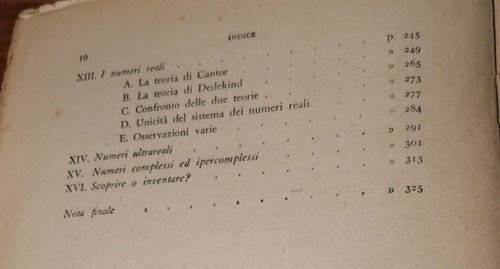 10 INDICE
XIII. I numeri reali . . . . . . . p 245
A. La teoria di Cantor . . . . . . » 249
B. La teoria di Dedekind . . . . . » 265
C. Confronto delle due teorie . . . . » 273
D. Unicità del sistema dei numeri reali . . » 277
E. Osservazioni varie . . . . . . » 284
XIV. Numeri ultrareali . . . . . . » 291
XV. Numeri complessi ed ipercomplessi . . . » 301
XVI. Scoprire o inventare? . . . . . » 313
Nota finale . . . . . . . . » 325